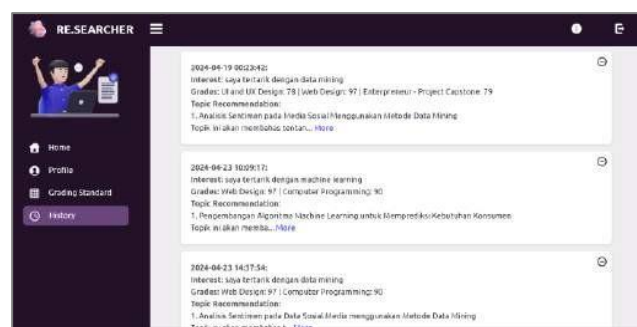 RE.SEARCHER
Home
Profile
Grading Standard
History
2024-04-19 00:23:42:
Interest: saya tertarik dengan data mining
Grades: UI and UX Design: 78 | Web Design: 97 | Enterpreneur - Project Capstone: 79
Topic Recommendation:
1. Analisis Sentimen pada Media Sosial Menggunakan Metode Data Mining
Topik ini akan membahas tentan... More
2024-04-23 10:09:17:
Interest: saya tertarik dengan machine learning
Grades: Web Design: 97 | Computer Programming: 90
Topic Recommendation:
1. Pengembangan Algoritma Machine Learning untuk Memprediksi Kebutuhan Konsumen
Topik ini akan memba... More
2024-04-23 14:17:54:
Interest: saya tertarik dengan data mining
Grades: Web Design: 97 | Computer Programming: 90
Topic Recommendation:
1. Analisis Sentimen pada Data Sosial Media menggunakan Metode Data Mining